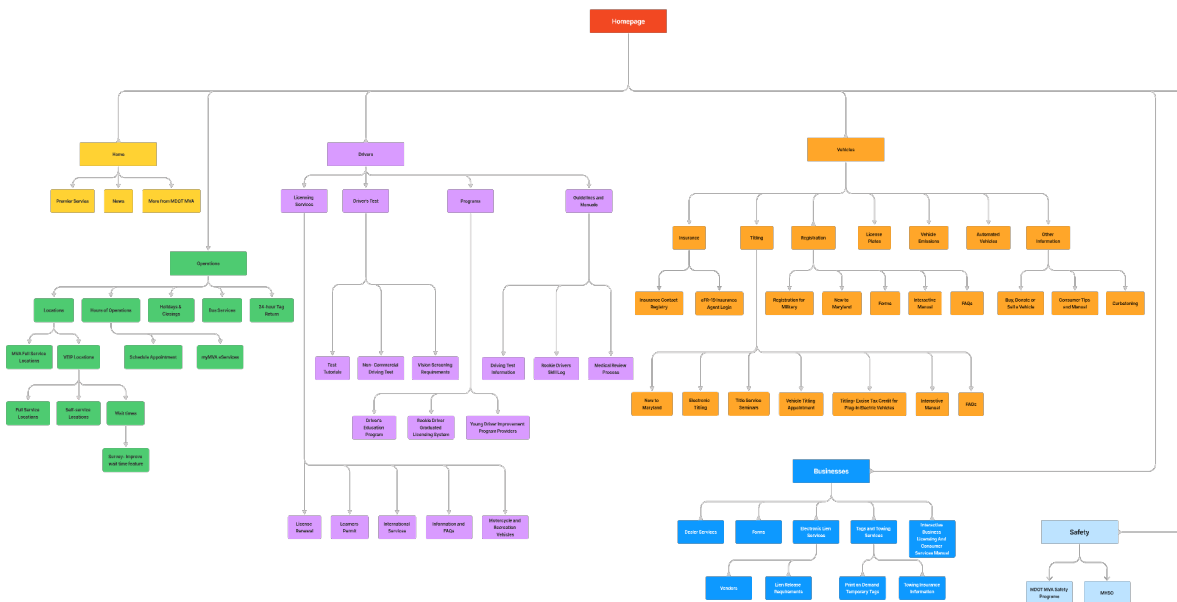 Homepage
Home
Premier Service
News
More from MDOT MVA
Operations
Locations
Hours of Operations
Holidays &
Closings
Bus Services
24-hour Tag
Return
MVA Full Service
Locations
VEIP Locations
Schedule Appointment
myMVA eServices
Full Service
Locations
Self-service
Locations
Wait times
Survey- Improve
wait time feature
Drivers
Licensing
Services
Driver's Test
Programs
Guidelines and
Manuals
Test
Tutorials
Non- Commercial
Driving Test
Vision Screening
Requirements
Driving Test
Information
Rookie Drivers
Skill Log
Medical Review
Process
Driver's
Education
Program
Rookie Driver
Graduated
Licensing System
Young Driver Improvement
Program Providers
License
Renewal
Learners
Permit
International
Services
Information and
FAQs
Motorcycle and
Recreation
Vehicles
Vehicles
Insurance
Titling
Registration
License
Plates
Vehicle
Emissions
Automated
Vehicles
Other
Information
Insurance Contact
Registry
eFR-19 Insurance
Agent Login
Registration for
Military
New to
Maryland
Forms
Interactive
Manual
FAQs
Buy, Donate or
Sell a Vehicle
Consumer Tips
and Manual
Curbstoning
New to
Maryland
Electronic
Titling
Title Service
Seminars
Vehicle Titling
Appointment
Titling- Excise Tax Credit for
Plug-In Electric Vehicles
Interactive
Manual
FAQs
Businesses
Dealer Services
Forms
Electronic Lien
Services
Tags and Towing
Services
Interactive
Business
Licensing And
Consumer
Services Manual
Vendors
Lien Release
Requirements
Print on Demand
Temporary Tags
Towing Insurance
Information
Safety
MDOT MVA Safety
Programs
MHSO